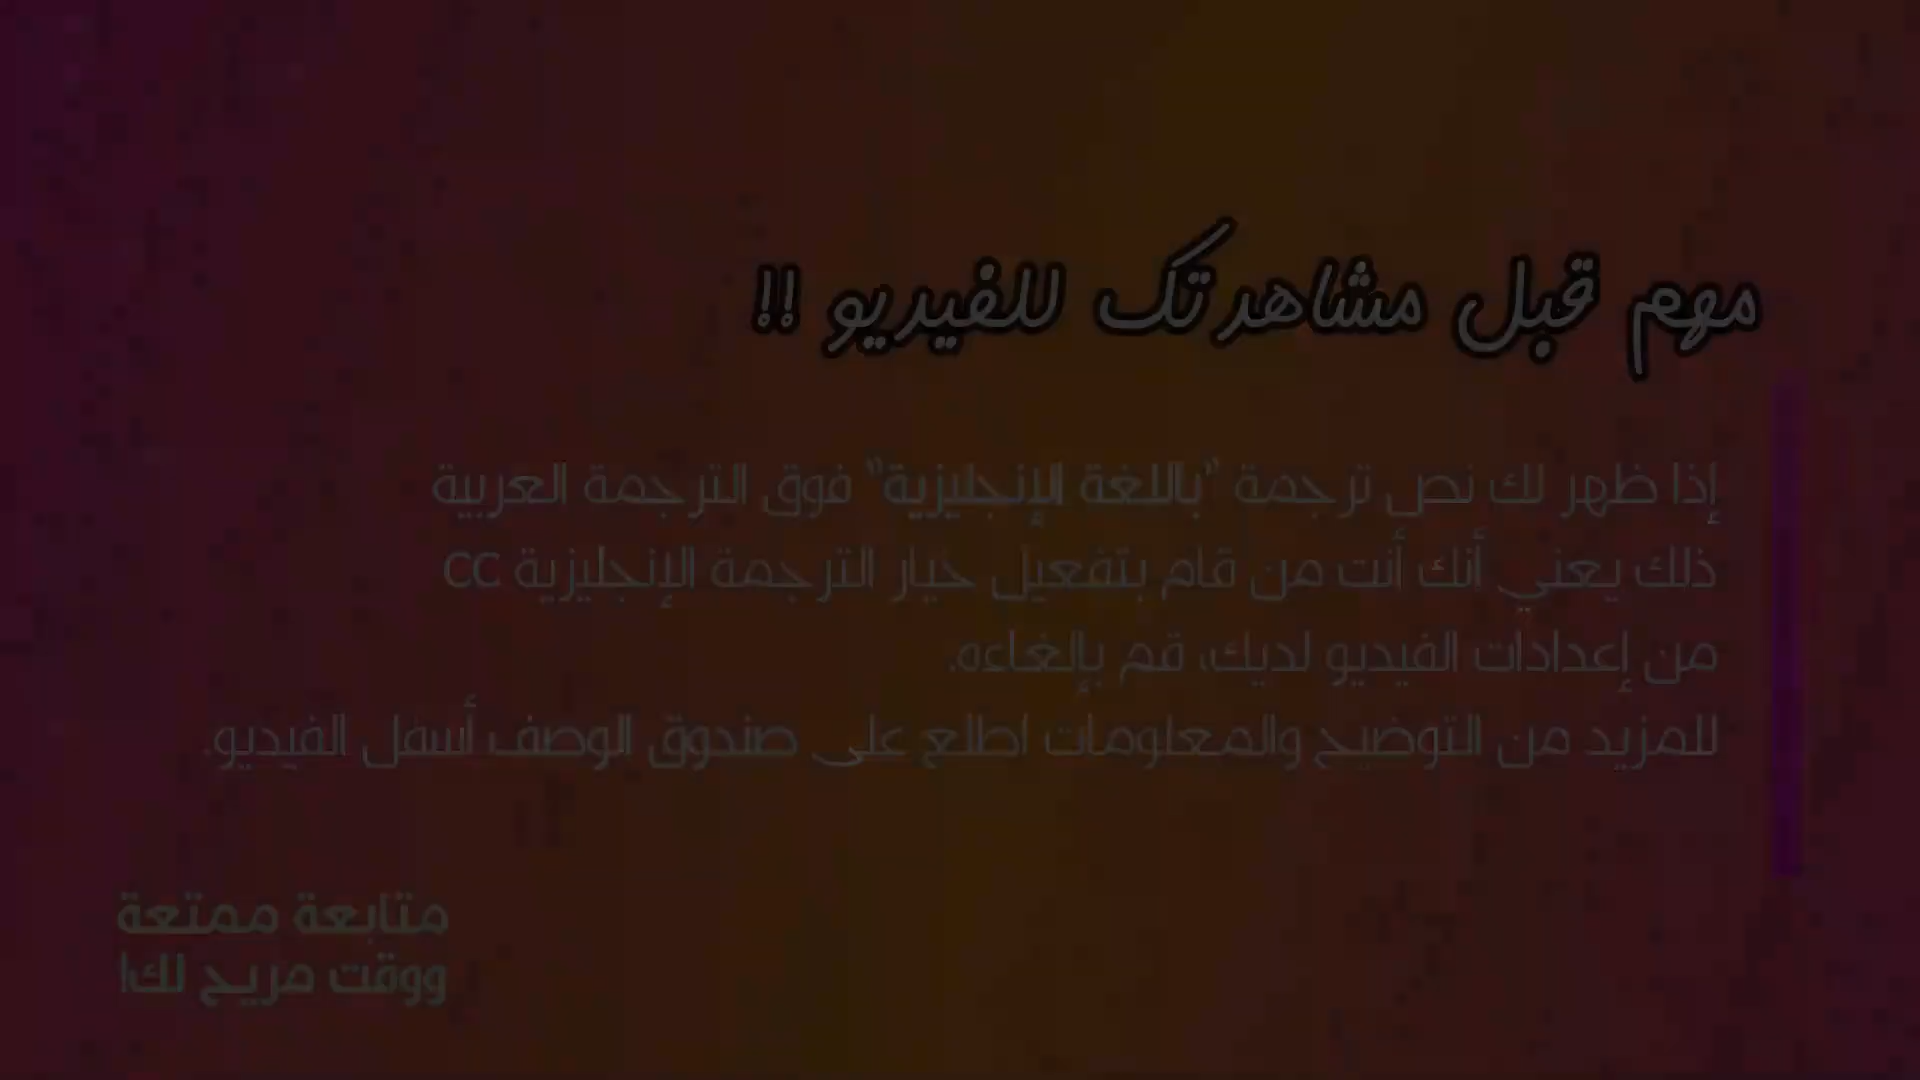 مهم قبل مشاهدتك للفيديو !!
إذا ظهر لك نص ترجمة "باللغة الإنجليزية" فوق الترجمة العربية
ذلك يعني أنك أنت من قام بتفعيل خيار الترجمة الإنجليزية CC
من إعدادات الفيديو لديك، قم بإلغاءه.
للمزيد من التوضيح والمعلومات اطلع على صندوق الوصف أسفل الفيديو.
متابعة ممتعة
ووقت مريح لك!